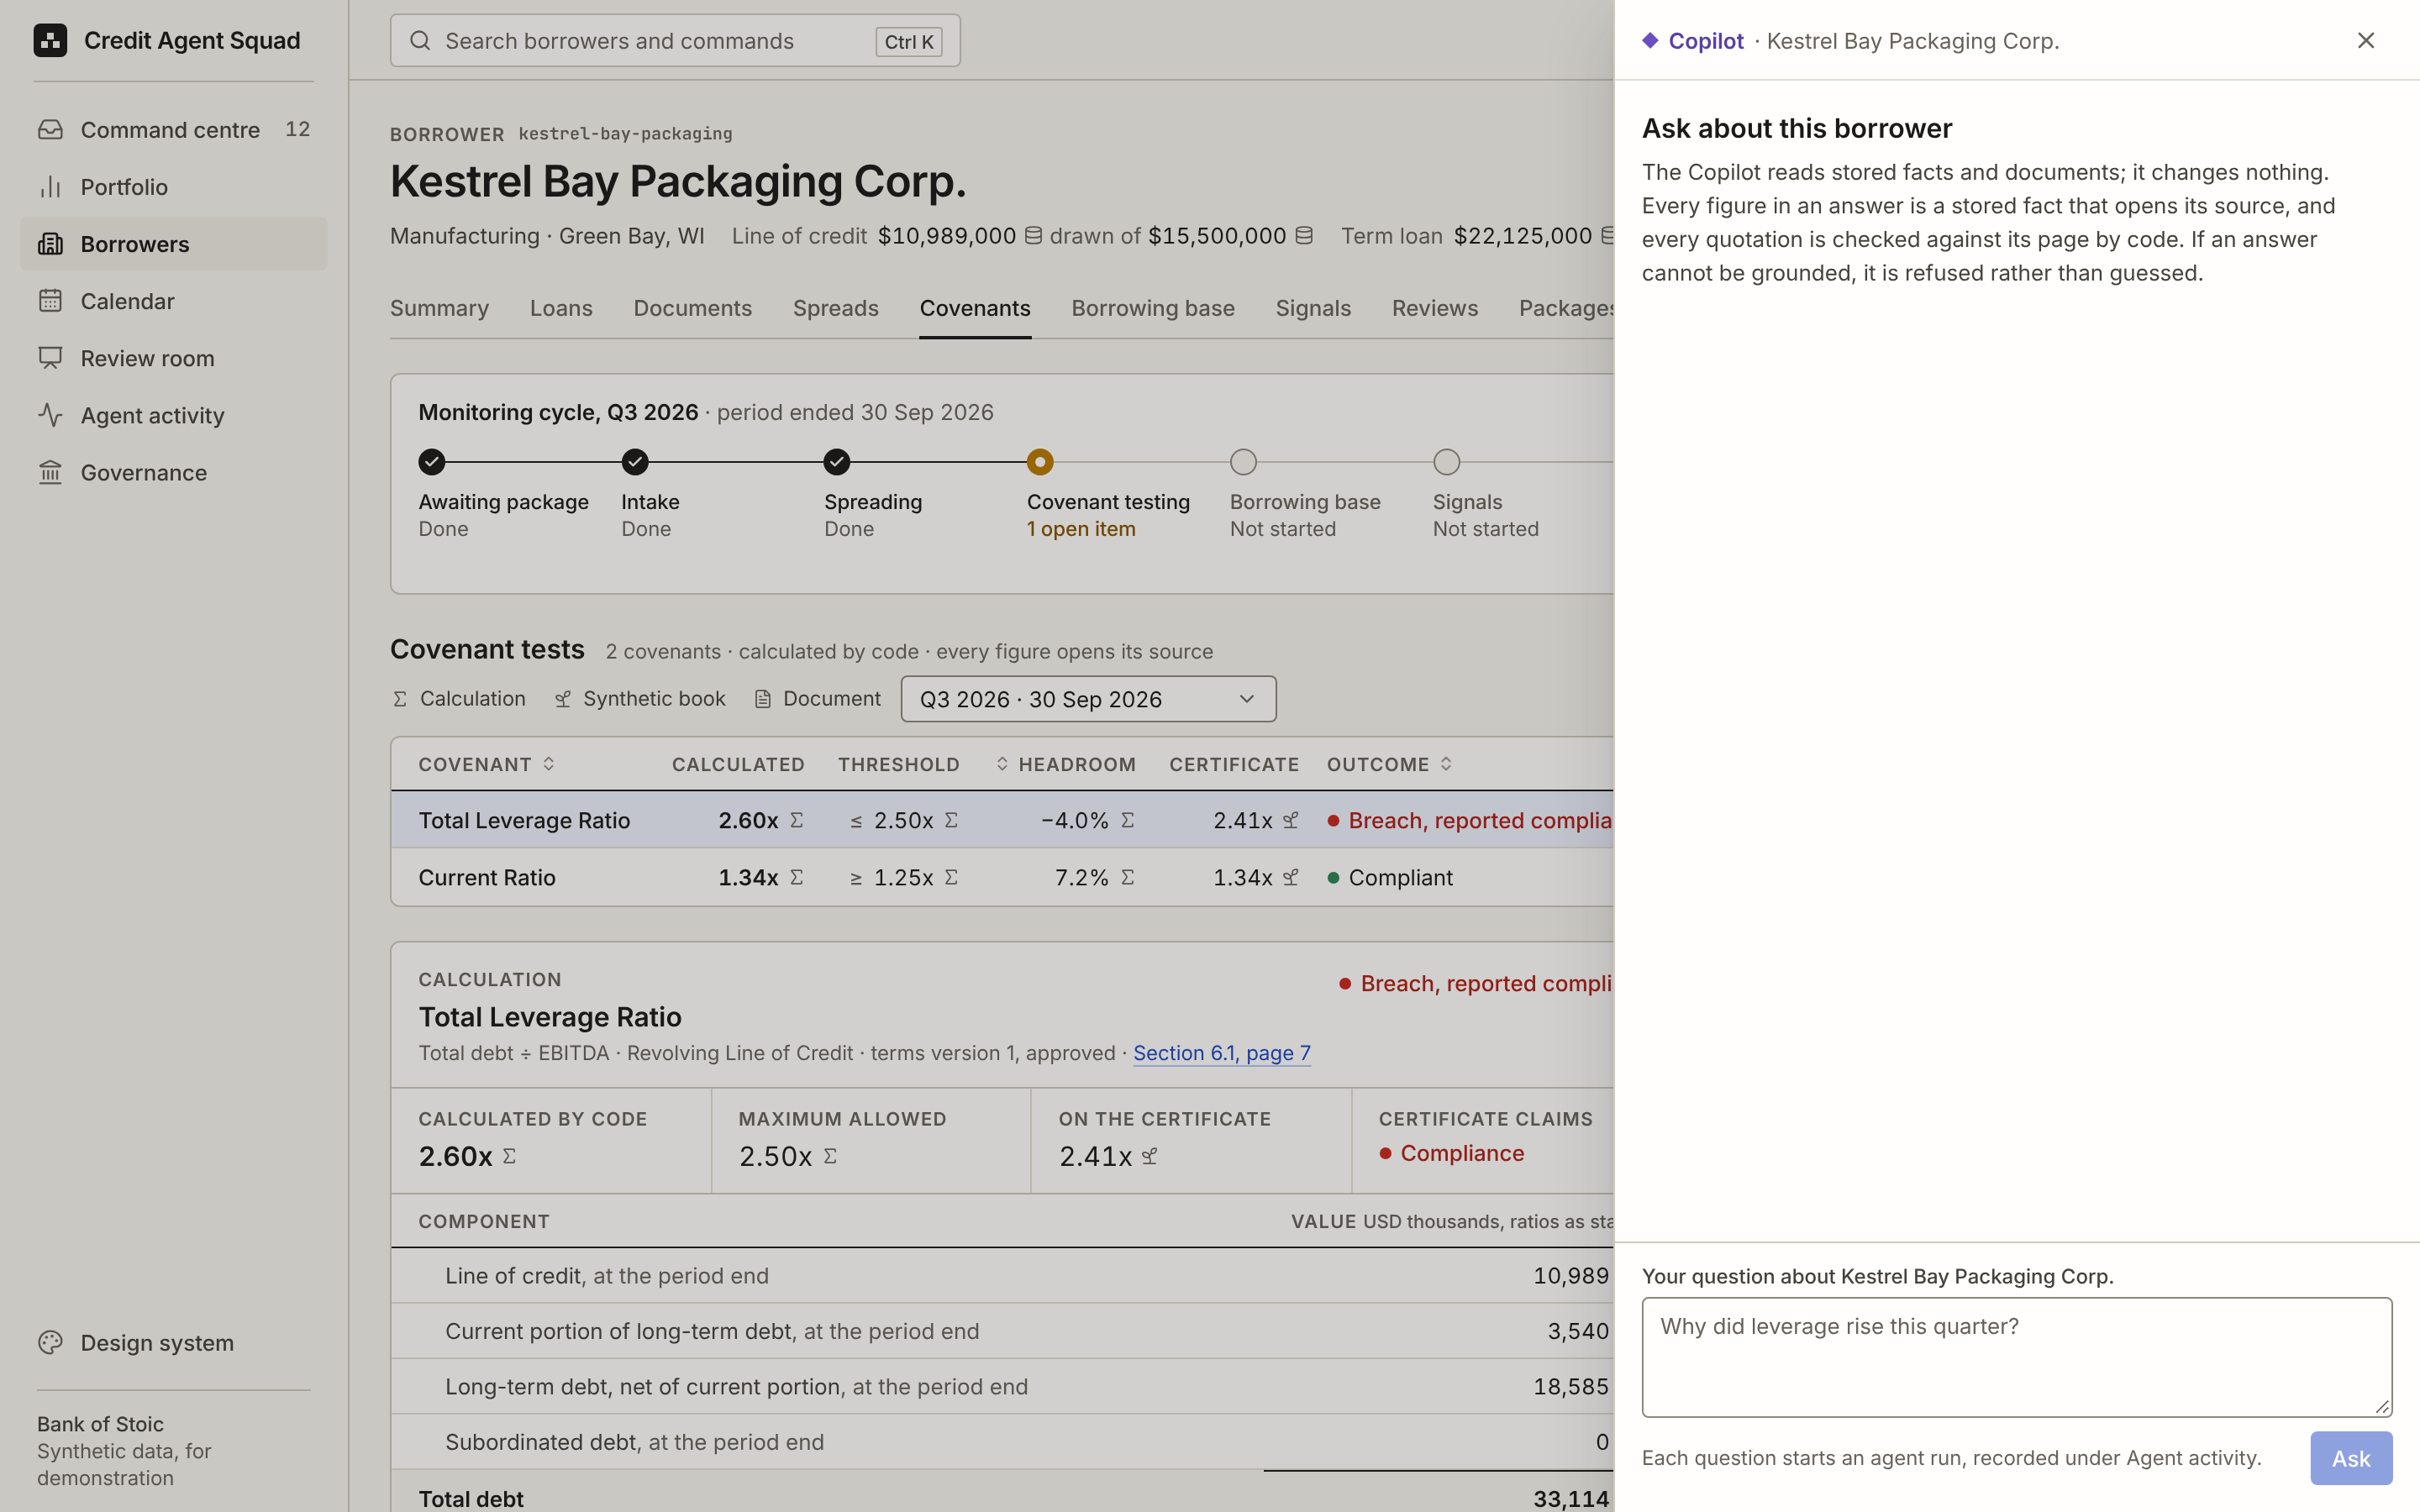 Credit Agent Squad
Command centre 12
Portfolio
Borrowers
Calendar
Review room
Agent activity
Governance
Design system
Bank of Stoic
Synthetic data, for
demonstration
Search borrowers and commands Ctrl K
BORROWER kestrel-bay-packaging
Kestrel Bay Packaging Corp.
Manufacturing · Green Bay, WI Line of credit $10,989,000 drawn of $15,500,000 Term loan $22,125,000
Summary Loans Documents Spreads Covenants Borrowing base Signals Reviews Packages
Monitoring cycle, Q3 2026 · period ended 30 Sep 2026
Awaiting package Intake Spreading Covenant testing Borrowing base Signals
Done Done Done 1 open item Not started Not started
Covenant tests 2 covenants · calculated by code · every figure opens its source
Σ Calculation Synthetic book Document Q3 2026 · 30 Sep 2026
COVENANT CALCULATED THRESHOLD HEADROOM CERTIFICATE OUTCOME
Total Leverage Ratio 2.60x Σ ≤ 2.50x Σ −4.0% Σ 2.41x Breach, reported complia
Current Ratio 1.34x Σ ≥ 1.25x Σ 7.2% Σ 1.34x Compliant
CALCULATION
Total Leverage Ratio
Breach, reported compli
Total debt ÷ EBITDA · Revolving Line of Credit · terms version 1, approved · Section 6.1, page 7
CALCULATED BY CODE MAXIMUM ALLOWED ON THE CERTIFICATE CERTIFICATE CLAIMS
2.60x Σ 2.50x Σ 2.41x Compliance
COMPONENT VALUE USD thousands, ratios as sta
Line of credit, at the period end 10,989
Current portion of long-term debt, at the period end 3,540
Long-term debt, net of current portion, at the period end 18,585
Subordinated debt, at the period end 0
Total debt 33,114
Copilot · Kestrel Bay Packaging Corp.
Ask about this borrower
The Copilot reads stored facts and documents; it changes nothing.
Every figure in an answer is a stored fact that opens its source, and
every quotation is checked against its page by code. If an answer
cannot be grounded, it is refused rather than guessed.
Your question about Kestrel Bay Packaging Corp.
Why did leverage rise this quarter?
Each question starts an agent run, recorded under Agent activity. Ask